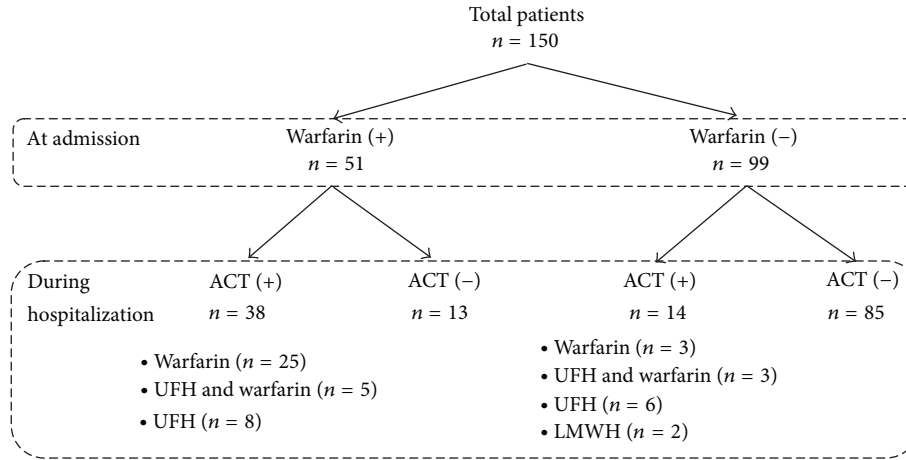 Total patients
n = 150
At admission
Warfarin (+)
n = 51
Warfarin (−)
n = 99
During
hospitalization
ACT (+)
n = 38
• Warfarin (n = 25)
• UFH and warfarin (n = 5)
• UFH (n = 8)
ACT (−)
n = 13
ACT (+)
n = 14
• Warfarin (n = 3)
• UFH and warfarin (n = 3)
• UFH (n = 6)
• LMWH (n = 2)
ACT (−)
n = 85